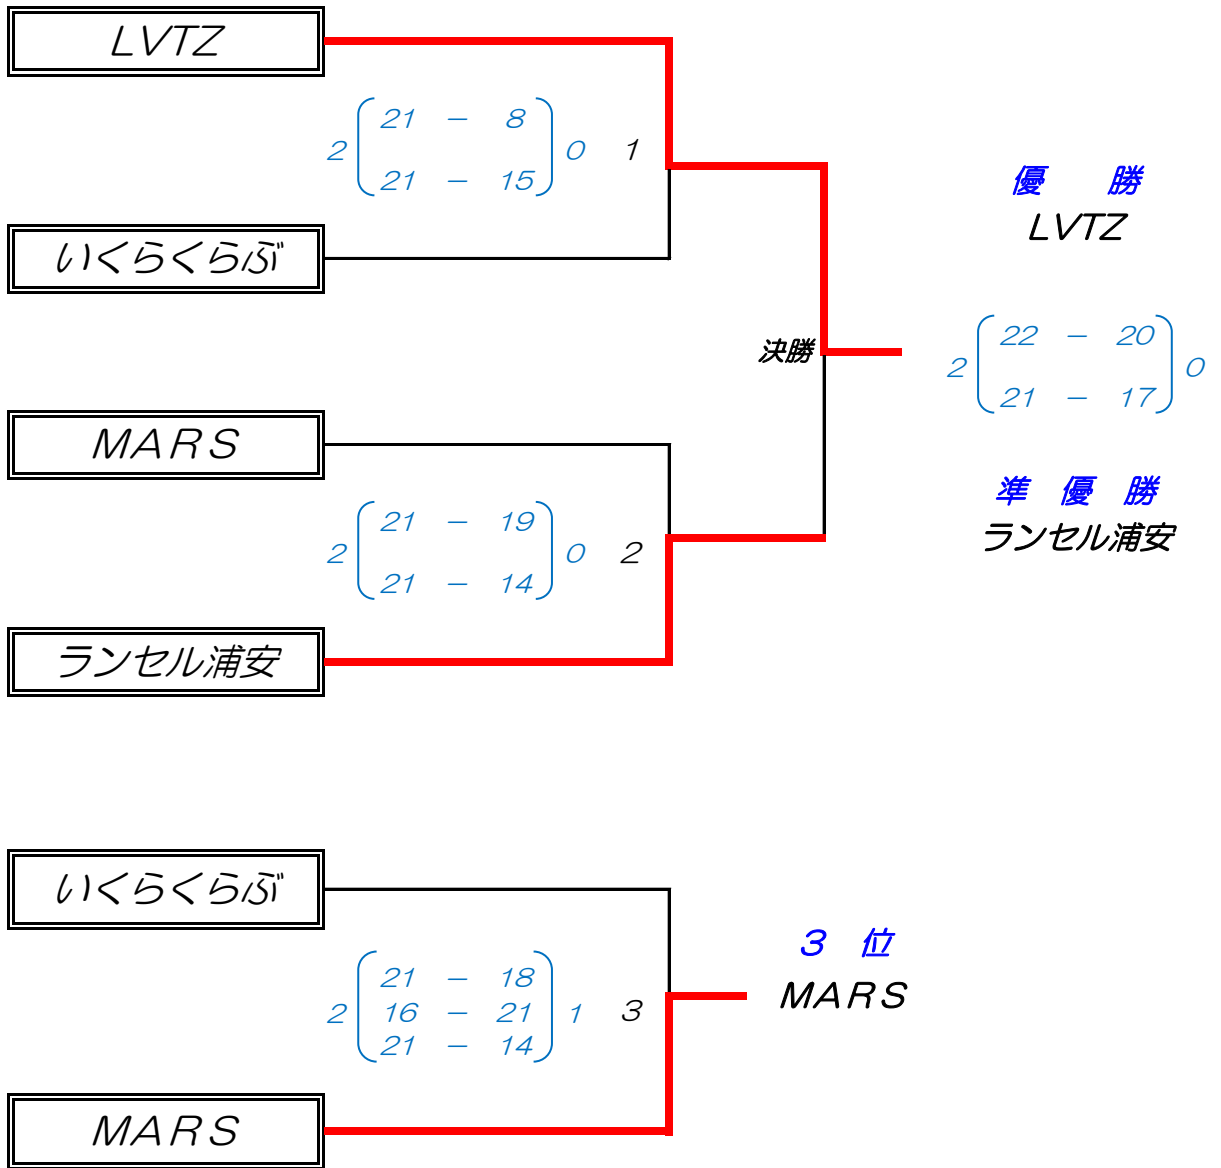 LVTZ
21 － 8
2 0 1
21 － 15
優 勝
LVTZ
いくらくらぶ
決勝
22 － 20
2 0
21 － 17
ＭＡＲＳ
準 優 勝
ランセル浦安
21 － 19
2 0 2
21 － 14
ランセル浦安
いくらくらぶ
３ 位
ＭＡＲＳ
21 － 18
2 16 － 21 1 3
21 － 14
ＭＡＲＳ